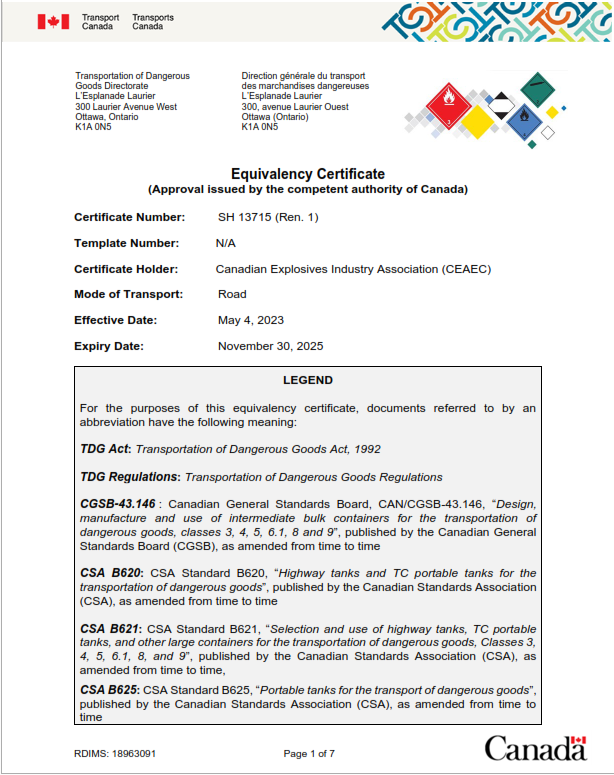 Transport Transports
Canada Canada
Transportation of Dangerous
Goods Directorate
L'Esplanade Laurier
300 Laurier Avenue West
Ottawa, Ontario
K1A 0N5
Direction générale du transport
des marchandises dangereuses
L'Esplanade Laurier
300, avenue Laurier Ouest
Ottawa (Ontario)
K1A 0N5
Equivalency Certificate
(Approval issued by the competent authority of Canada)
Certificate Number: SH 13715 (Ren. 1)
Template Number: N/A
Certificate Holder: Canadian Explosives Industry Association (CEAEC)
Mode of Transport: Road
Effective Date: May 4, 2023
Expiry Date: November 30, 2025
LEGEND
For the purposes of this equivalency certificate, documents referred to by an
abbreviation have the following meaning:
TDG Act: Transportation of Dangerous Goods Act, 1992
TDG Regulations: Transportation of Dangerous Goods Regulations
CGSB-43.146 : Canadian General Standards Board, CAN/CGSB-43.146, “Design,
manufacture and use of intermediate bulk containers for the transportation of
dangerous goods, classes 3, 4, 5, 6.1, 8 and 9”, published by the Canadian General
Standards Board (CGSB), as amended from time to time
CSA B620: CSA Standard B620, “Highway tanks and TC portable tanks for the
transportation of dangerous goods”, published by the Canadian Standards Association
(CSA), as amended from time to time
CSA B621: CSA Standard B621, “Selection and use of highway tanks, TC portable
tanks, and other large containers for the transportation of dangerous goods, Classes 3,
4, 5, 6.1, 8, and 9”, published by the Canadian Standards Association (CSA), as
amended from time to time,
CSA B625: CSA Standard B625, “Portable tanks for the transport of dangerous goods”,
published by the Canadian Standards Association (CSA), as amended from time to
time
RDIMS: 18963091 Page 1 of 7
Canada